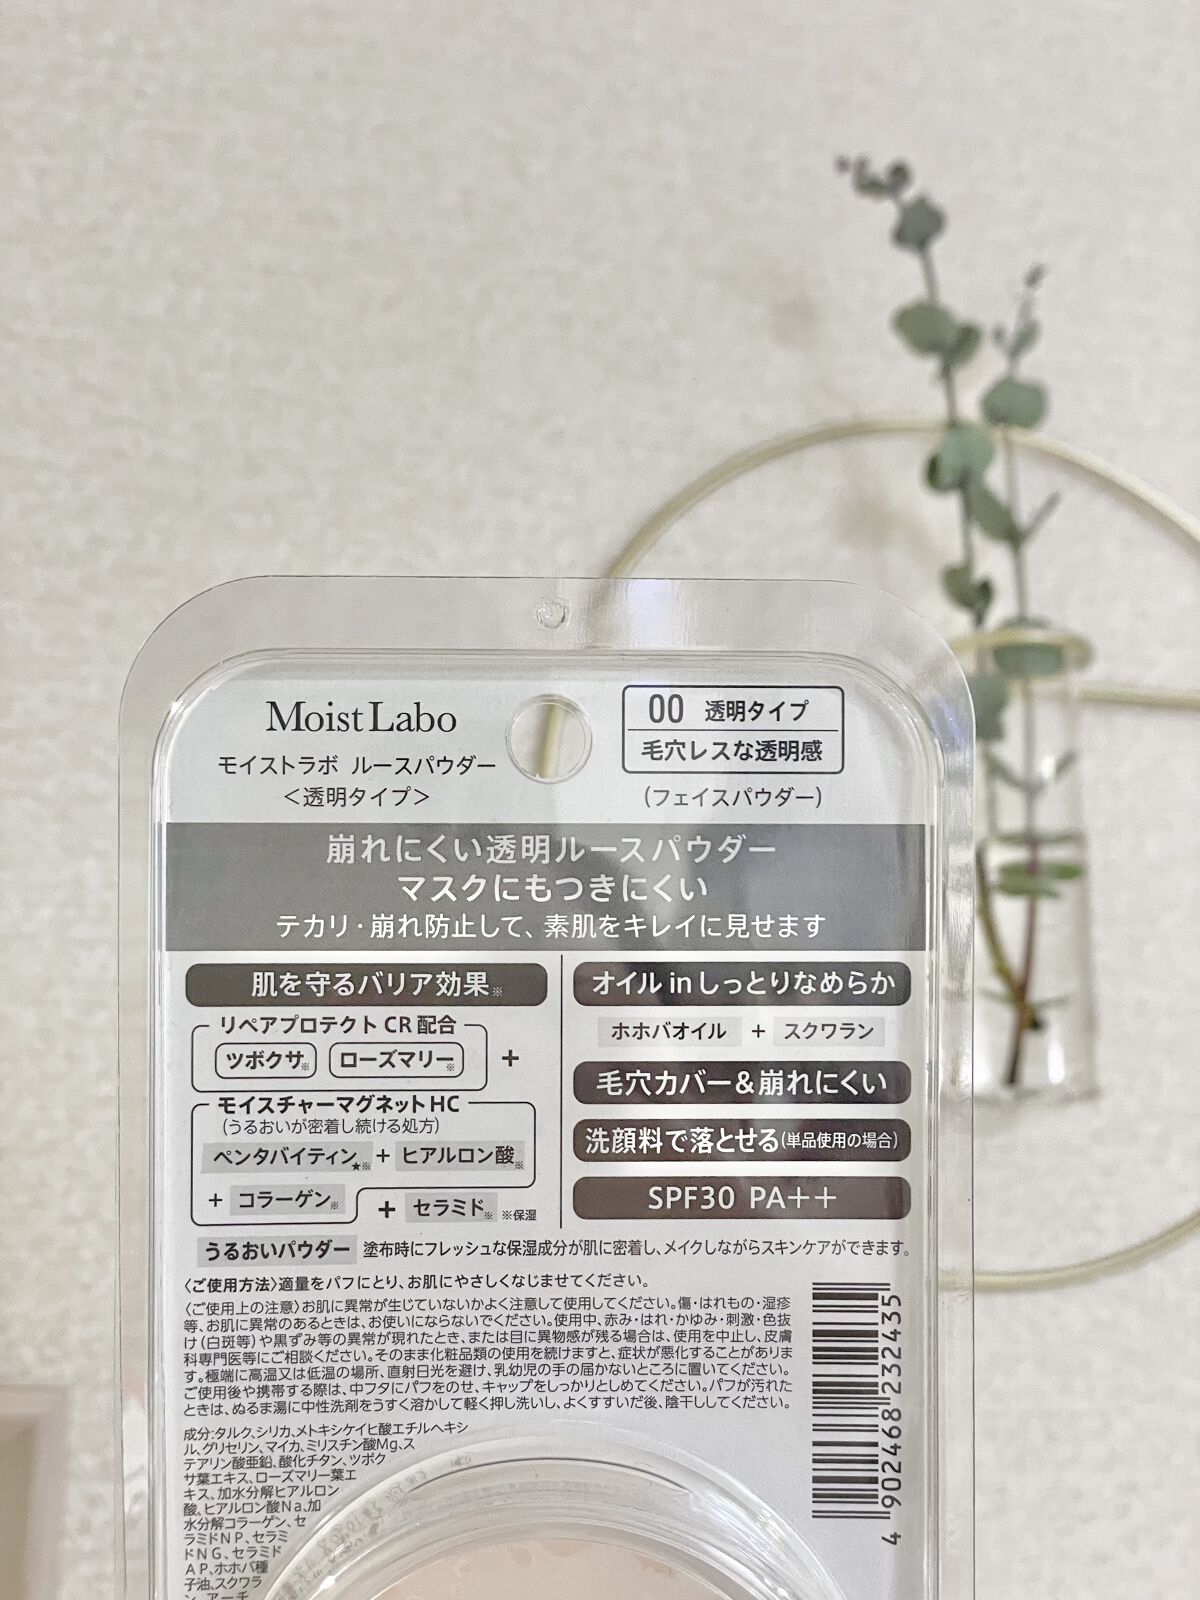 Moist Labo
モイストラボ ルースパウダー
＜透明タイプ＞
00 透明タイプ
毛穴レスな透明感
(フェイスパウダー)
崩れにくい透明ルースパウダー
マスクにもつきにくい
テカリ・崩れ防止して、素肌をキレイに見せます
肌を守るバリア効果※
リペアプロテクト CR 配合
ツボクサ※ ローズマリー※ +
モイスチャーマグネット HC
(うるおいが密着し続ける処方)
ペンタバイティン★※ + ヒアルロン酸※
+ コラーゲン※ + セラミド※ ※保湿
オイル in しっとりなめらか
ホホバオイル + スクワラン
毛穴カバー＆崩れにくい
洗顔料で落とせる(単品使用の場合)
SPF30 PA++
うるおいパウダー 塗布時にフレッシュな保湿成分が肌に密着し、メイクしながらスキンケアができます。
〈ご使用方法〉適量をパフにとり、お肌にやさしくなじませてください。
〈ご使用上の注意〉お肌に異常が生じていないかよく注意して使用してください。傷・はれもの・湿疹
等、お肌に異常のあるときは、お使いにならないでください。使用中、赤み・はれ・かゆみ・刺激・色抜
け(白斑等)や黒ずみ等の異常が現れたとき、または目に異物感が残る場合は、使用を中止し、皮膚
科専門医等にご相談ください。そのまま化粧品類の使用を続けますと、症状が悪化することがありま
す。極端に高温又は低温の場所、直射日光を避け、乳幼児の手の届かないところに置いてください。
ご使用後や携帯する際は、中フタにパフをのせ、キャップをしっかりとしめてください。パフが汚れた
ときは、ぬるま湯に中性洗剤をうすく溶かして軽く押し洗いし、よくすすいだ後、陰干ししてください。
成分:タルク、シリカ、メトキシケイヒ酸エチルヘキシ
ル、グリセリン、マイカ、ミリスチン酸Mg、ス
テアリン酸亜鉛、酸化チタン、ツボク
サ葉エキス、ローズマリー葉エ
キス、加水分解ヒアルロン
酸、ヒアルロン酸Na、加
水分解コラーゲン、セ
ラミドNP、セラミ
ドNG、セラミド
AP、ホホバ種
子油、スクワラ
ン、アーチ
4 902468 232435